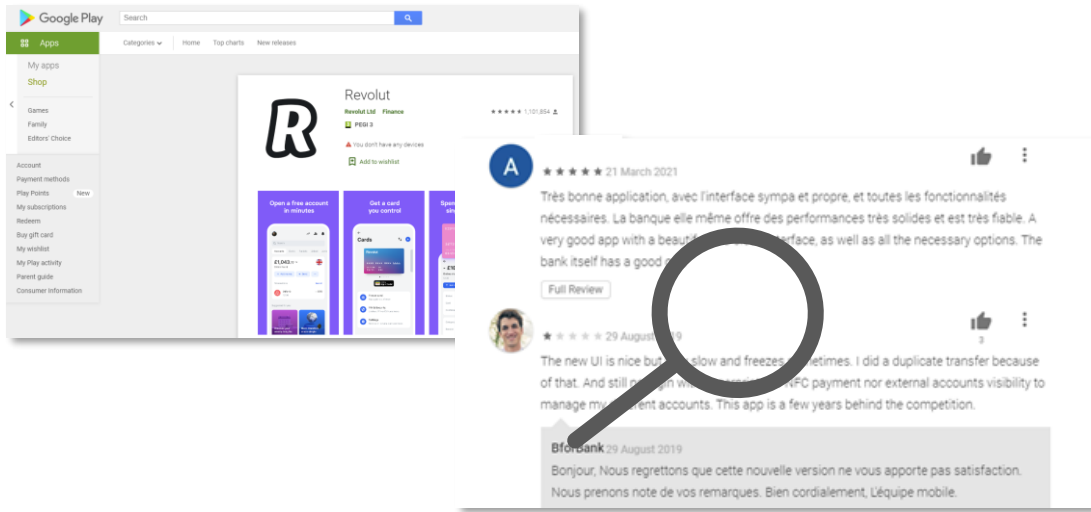 Google Play
Search
Apps
Categories
Home
Top charts
New releases
My apps
Shop
Games
Family
Editors' Choice
Account
Payment methods
Play Points
New
My subscriptions
Redeem
Buy gift card
My wishlist
My Play activity
Parent guide
Consumer Information
R
Revolut
Revolut Ltd Finance
1,101,854
PEGI 3
You don't have any devices
Add to wishlist
Open a free account
in minutes
£1,043
Get a card
you control
Cards
A
21 March 2021
Très bonne application, avec l'interface sympa et propre, et toutes les fonctionnalités
nécessaires. La banque elle même offre des performances très solides et est très fiable. A
very good app with a terface, as well as all the necessary options. The
bank itself has a good
Full Review
29 August 2019
3
The new UI is nice but slow and freezes sometimes. I did a duplicate transfer because
of that. And still NFC payment nor external accounts visibility to
manage my accounts. This app is a few years behind the competition.
BforBank 29 August 2019
Bonjour, Nous regrettons que cette nouvelle version ne vous apporte pas satisfaction.
Nous prenons note de vos remarques. Bien cordialement, L'équipe mobile.